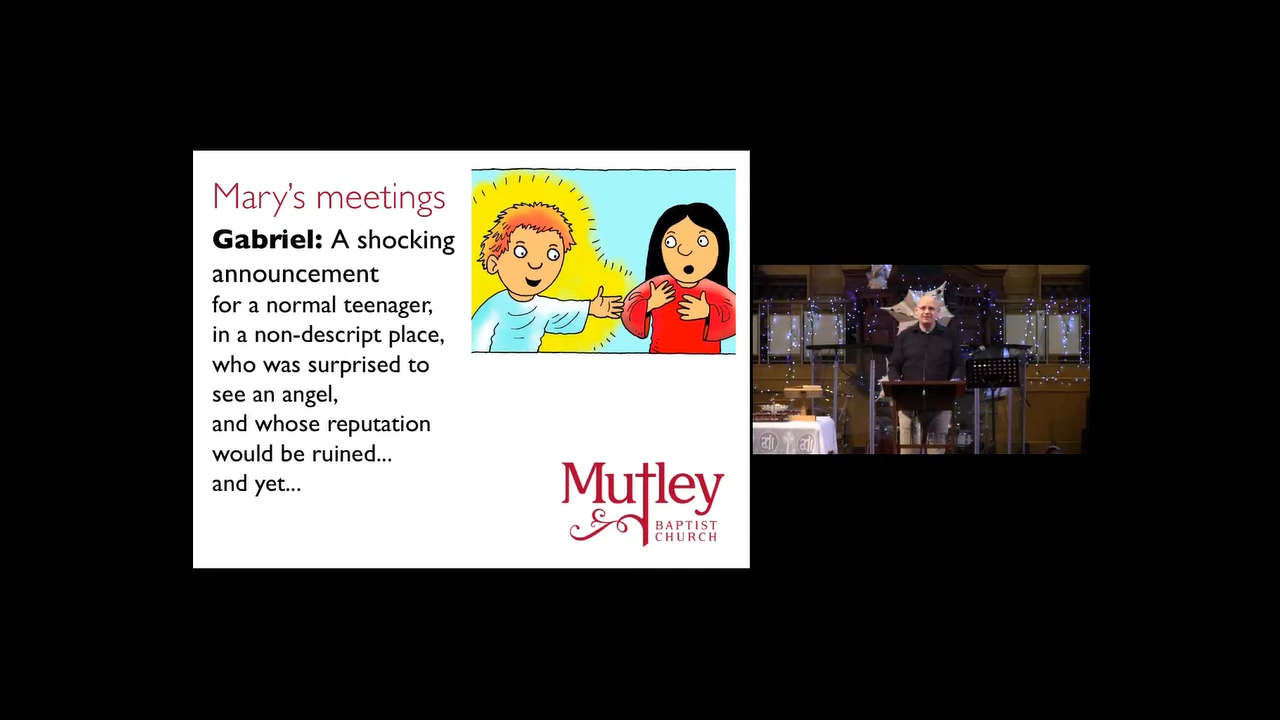 Mary's meetings
Gabriel: A shocking
announcement
for a normal teenager,
in a non-descript place,
who was surprised to
see an angel,
and whose reputation
would be ruined...
and yet...
Mutley
BAPTIST
CHURCH